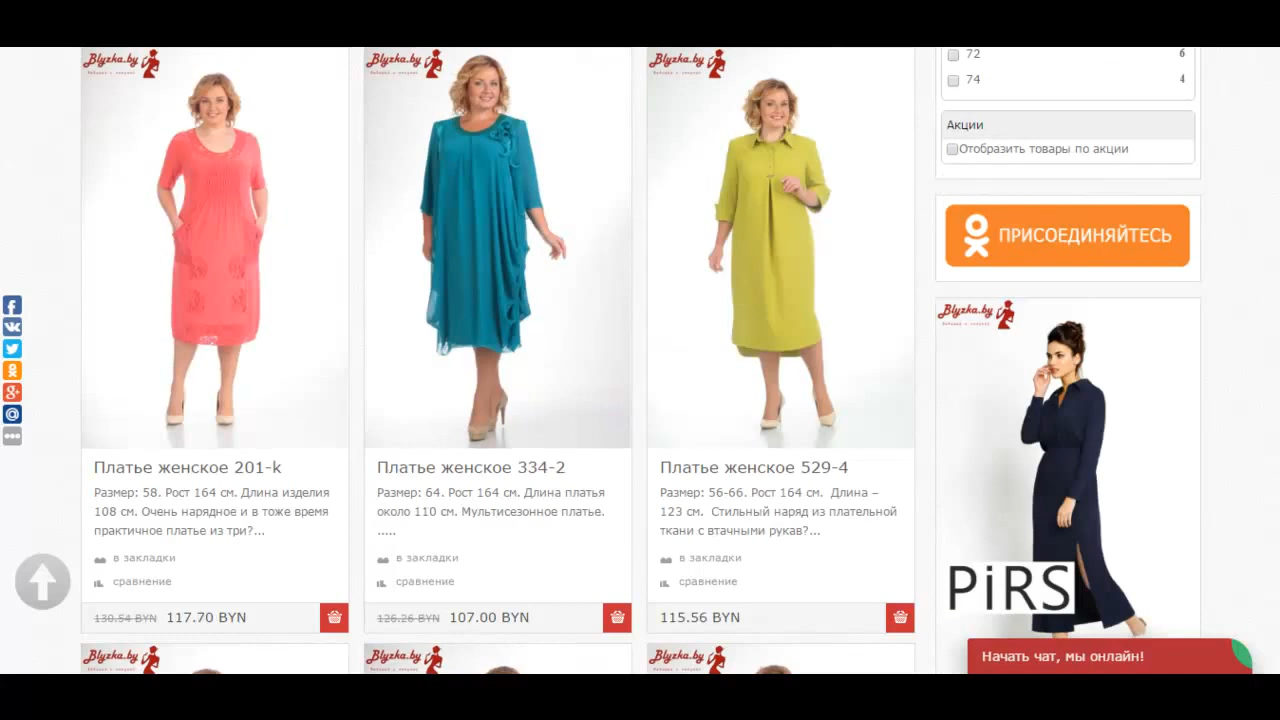 Blyzka.by
Blyzka.by
Blyzka.by
Платье женское 201-k
Размер: 58. Рост 164 см. Длина изделия
108 см. Очень нарядное и в тоже время
практичное платье из три?...
в закладки
сравнение
130.54 BYN 117.70 BYN
Платье женское 334-2
Размер: 64. Рост 164 см. Длина платья
около 110 см. Мультисезонное платье.
.....
в закладки
сравнение
126.26 BYN 107.00 BYN
Платье женское 529-4
Размер: 56-66. Рост 164 см. Длина –
123 см. Стильный наряд из плательной
ткани с втачными рукав?...
в закладки
сравнение
115.56 BYN
Blyzka.by
Blyzka.by
Blyzka.by
72 6
74 4
Акции
Отобразить товары по акции
ПРИСОЕДИНЯЙТЕСЬ
Blyzka.by
PiRS
Начать чат, мы онлайн!